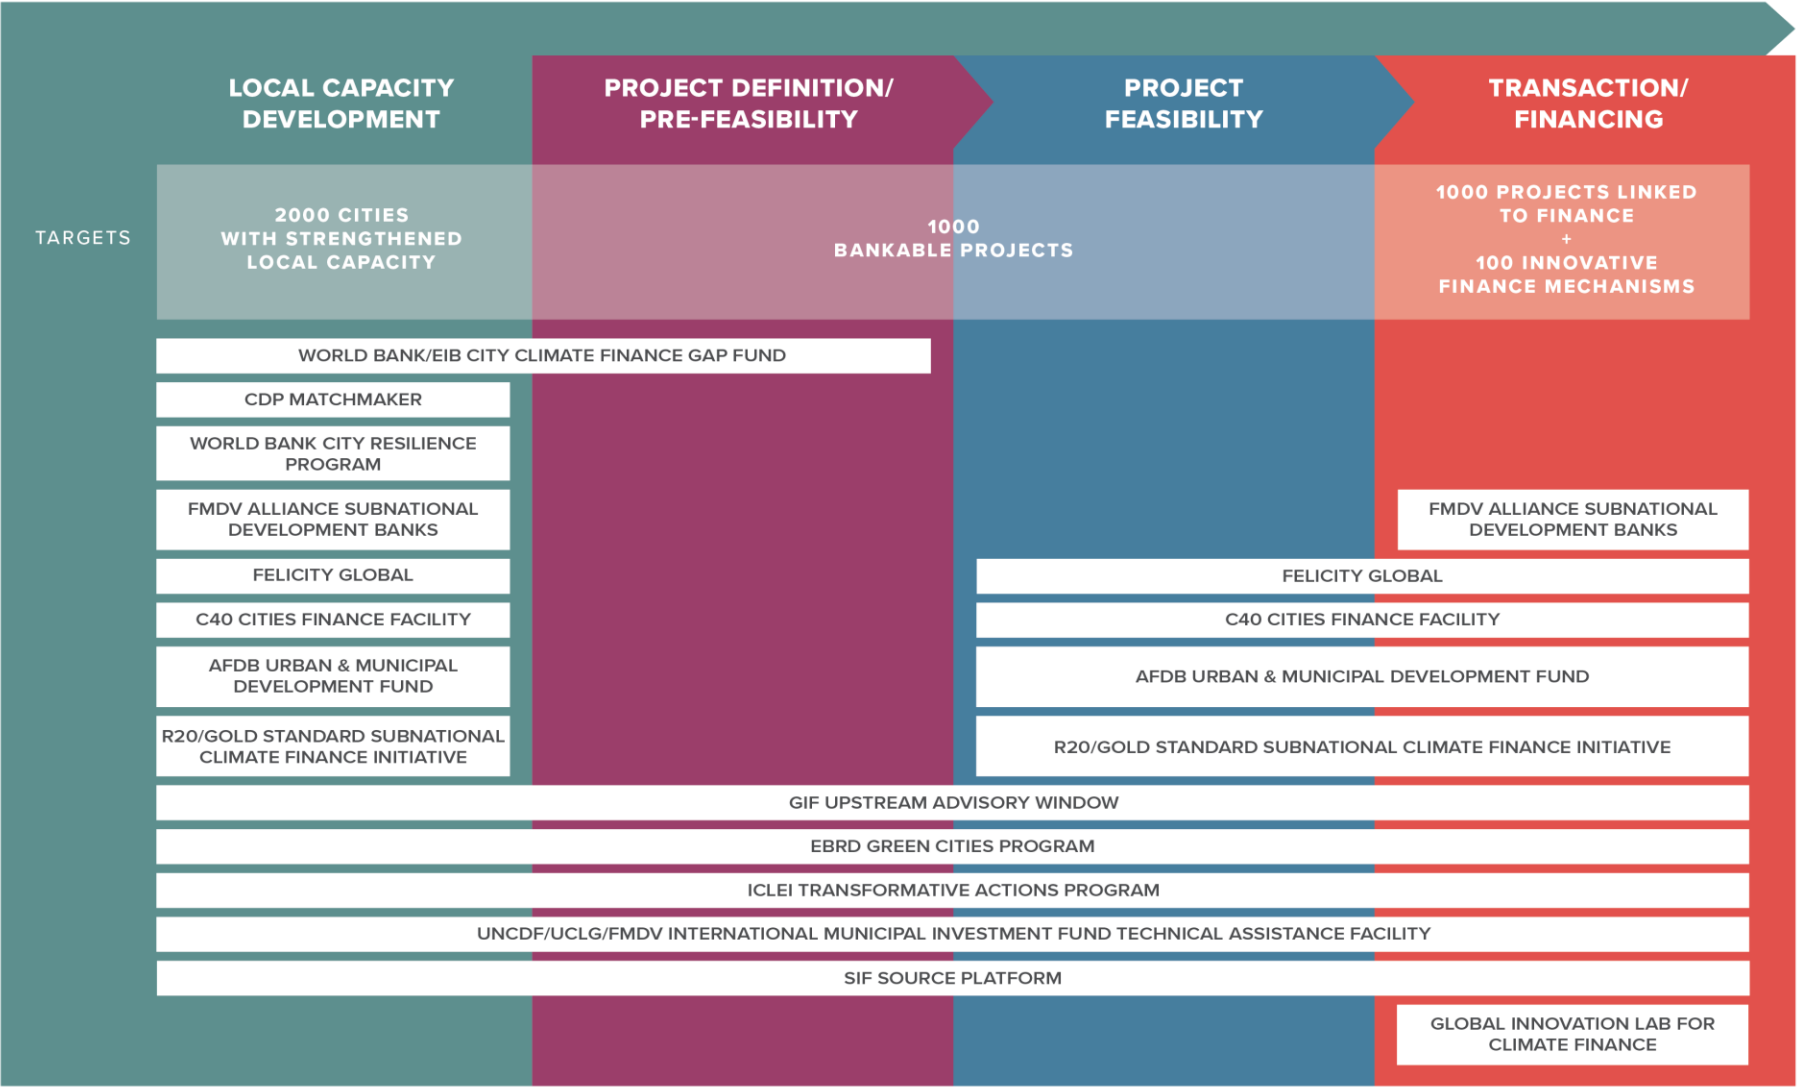 LOCAL CAPACITY
DEVELOPMENT
PROJECT DEFINITION/
PRE-FEASIBILITY
PROJECT
FEASIBILITY
TRANSACTION/
FINANCING
TARGETS
2000 CITIES
WITH STRENGTHENED
LOCAL CAPACITY
1000
BANKABLE PROJECTS
1000 PROJECTS LINKED
TO FINANCE
+
100 INNOVATIVE
FINANCE MECHANISMS
WORLD BANK/EIB CITY CLIMATE FINANCE GAP FUND
CDP MATCHMAKER
WORLD BANK CITY RESILIENCE
PROGRAM
FMDV ALLIANCE SUBNATIONAL
DEVELOPMENT BANKS
FMDV ALLIANCE SUBNATIONAL
DEVELOPMENT BANKS
FELICITY GLOBAL
FELICITY GLOBAL
C40 CITIES FINANCE FACILITY
C40 CITIES FINANCE FACILITY
AFDB URBAN & MUNICIPAL
DEVELOPMENT FUND
AFDB URBAN & MUNICIPAL DEVELOPMENT FUND
R20/GOLD STANDARD SUBNATIONAL
CLIMATE FINANCE INITIATIVE
R20/GOLD STANDARD SUBNATIONAL CLIMATE FINANCE INITIATIVE
GIF UPSTREAM ADVISORY WINDOW
EBRD GREEN CITIES PROGRAM
ICLEI TRANSFORMATIVE ACTIONS PROGRAM
UNCDF/UCLG/FMDV INTERNATIONAL MUNICIPAL INVESTMENT FUND TECHNICAL ASSISTANCE FACILITY
SIF SOURCE PLATFORM
GLOBAL INNOVATION LAB FOR
CLIMATE FINANCE